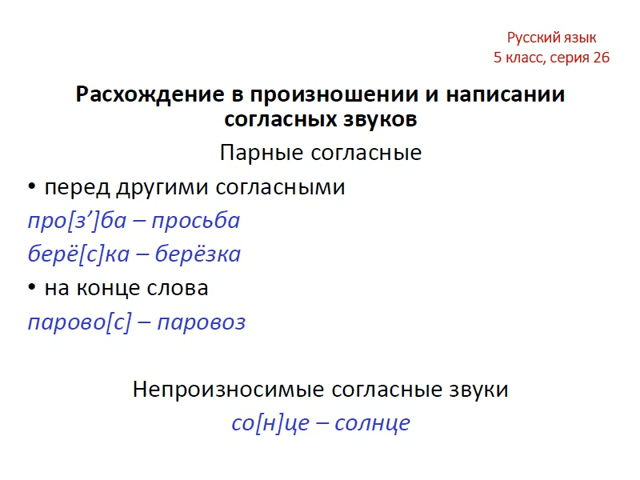 Русский язык
5 класс, серия 26
Расхождение в произношении и написании
согласных звуков
Парные согласные
• перед другими согласными
про[з’]ба – просьба
берё[с]ка – берёзка
• на конце слова
парово[с] – паровоз
Непроизносимые согласные звуки
со[н]це – солнце